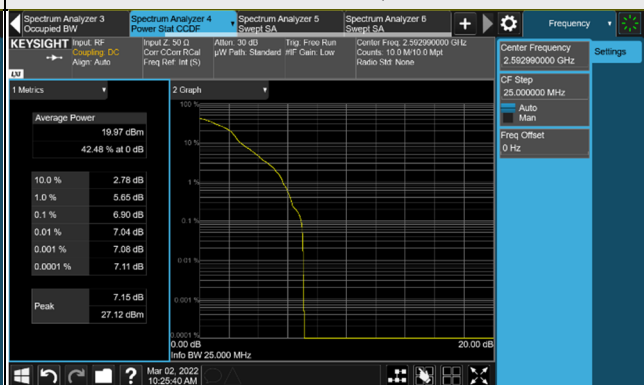 Spectrum Analyzer 3
Occupied BW
Spectrum Analyzer 4
Power Stat CCDF
Spectrum Analyzer 5
Swept SA
Spectrum Analyzer 6
Swept SA
+
Frequency
KEYSIGHT
Input: RF
Coupling: DC
Align: Auto
Input Z: 50 Ω
Corr CCorr RCal
Freq Ref: Int (S)
Atten: 30 dB
µW Path: Standard
Trig: Free Run
#IF Gain: Low
Center Freq: 2.592990000 GHz
Counts: 10.0 M/10.0 Mpt
Radio Std: None
LXI
Center Frequency
2.592990000 GHz
Settings
CF Step
25.000000 MHz
Auto
Man
Freq Offset
0 Hz
1 Metrics
Average Power
19.97 dBm
42.48 % at 0 dB
10.0 % 2.78 dB
1.0 % 5.65 dB
0.1 % 6.90 dB
0.01 % 7.04 dB
0.001 % 7.08 dB
0.0001 % 7.11 dB
Peak
7.15 dB
27.12 dBm
2 Graph
100 %
10 %
1 %
0.1 %
0.01 %
0.001 %
0.0001 %
0.00 dB 20.00 dB
Info BW 25.000 MHz
?
Mar 02, 2022
10:25:40 AM